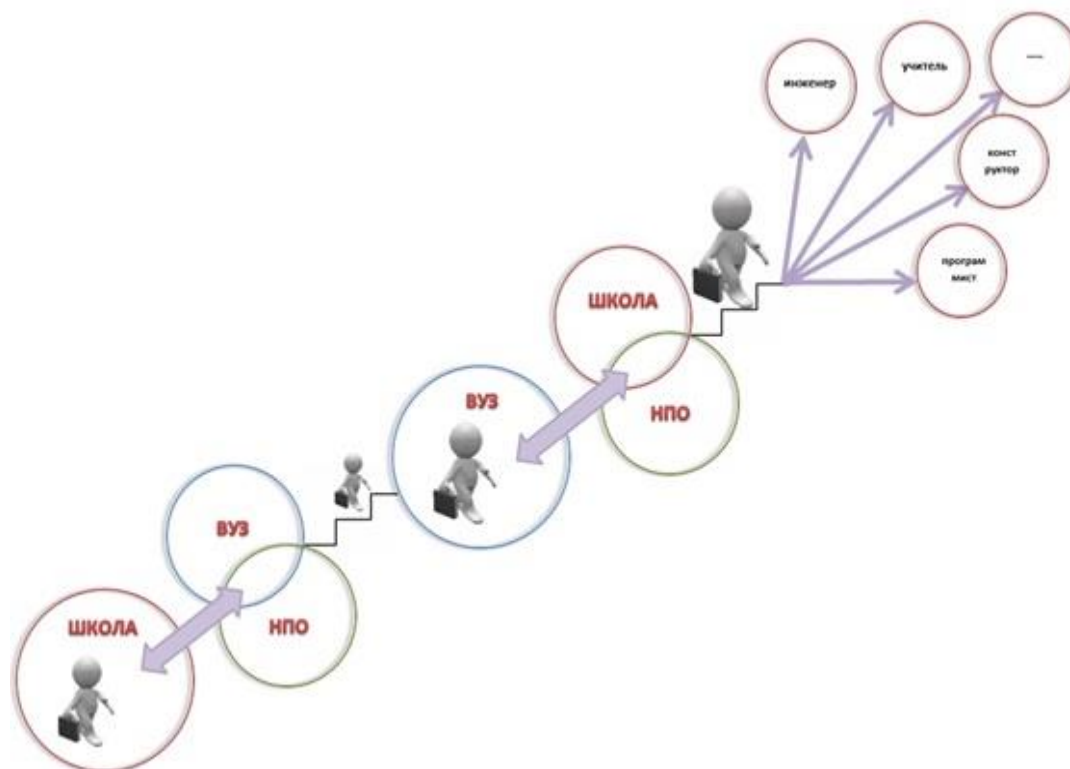 инженер
учитель
----
конст
руктор
програм
мист
ШКОЛА
НПО
ВУЗ
ВУЗ
НПО
ШКОЛА